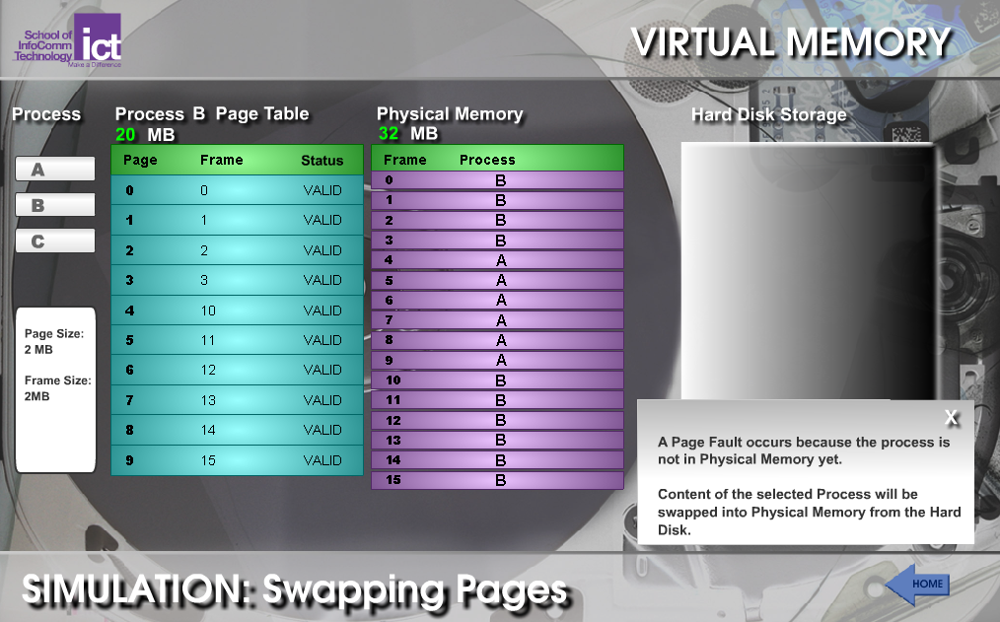 School of
InfoComm
Technology
ict
Make a Difference
VIRTUAL MEMORY
Process
A
B
C
Page Size:
2 MB
Frame Size:
2MB
Process B Page Table
20 MB
Page Frame Status
0 0 VALID
1 1 VALID
2 2 VALID
3 3 VALID
4 10 VALID
5 11 VALID
6 12 VALID
7 13 VALID
8 14 VALID
9 15 VALID
Physical Memory
32 MB
Frame Process
0 B
1 B
2 B
3 B
4 A
5 A
6 A
7 A
8 A
9 A
10 B
11 B
12 B
13 B
14 B
15 B
Hard Disk Storage
X
A Page Fault occurs because the process is
not in Physical Memory yet.
Content of the selected Process will be
swapped into Physical Memory from the Hard
Disk.
SIMULATION: Swapping Pages
HOME